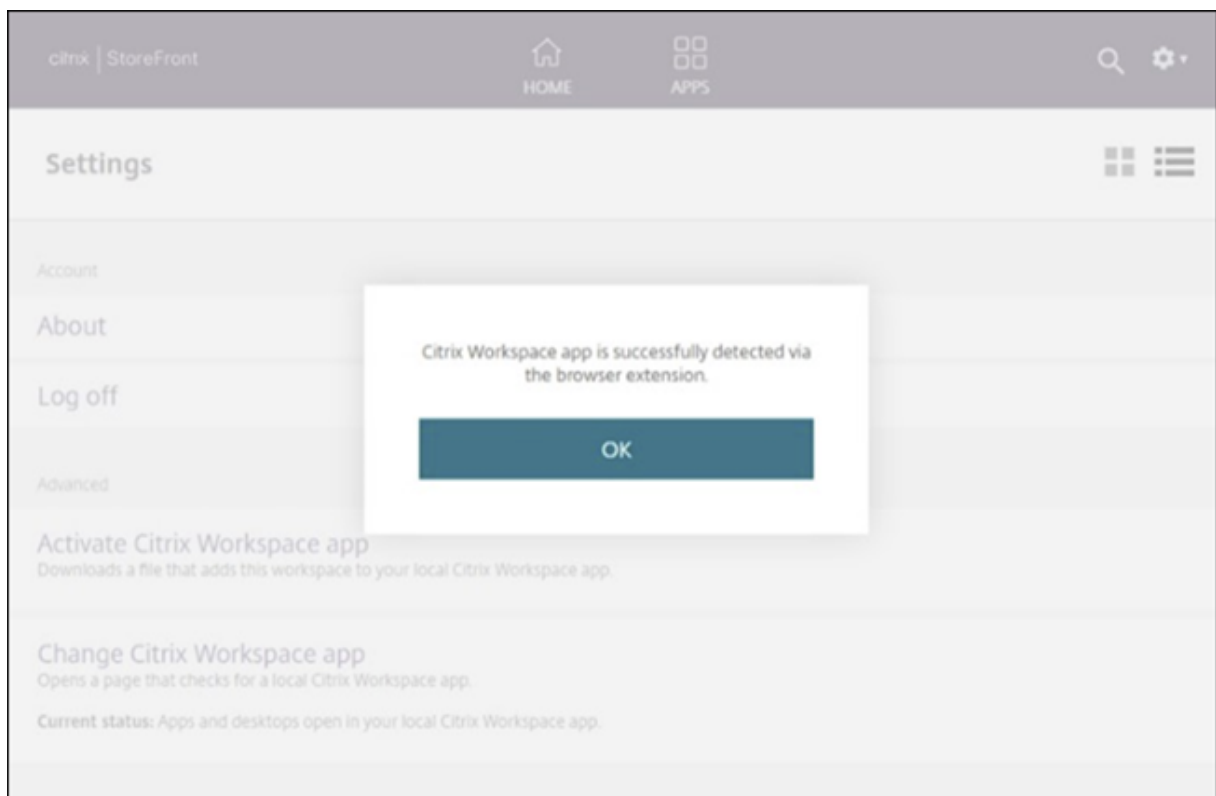 citrix | StoreFront
HOME
APPS
Settings
Account
About
Log off
Citrix Workspace app is successfully detected via
the browser extension.
OK
Advanced
Activate Citrix Workspace app
Downloads a file that adds this workspace to your local Citrix Workspace app.
Change Citrix Workspace app
Opens a page that checks for a local Citrix Workspace app.
Current status: Apps and desktops open in your local Citrix Workspace app.